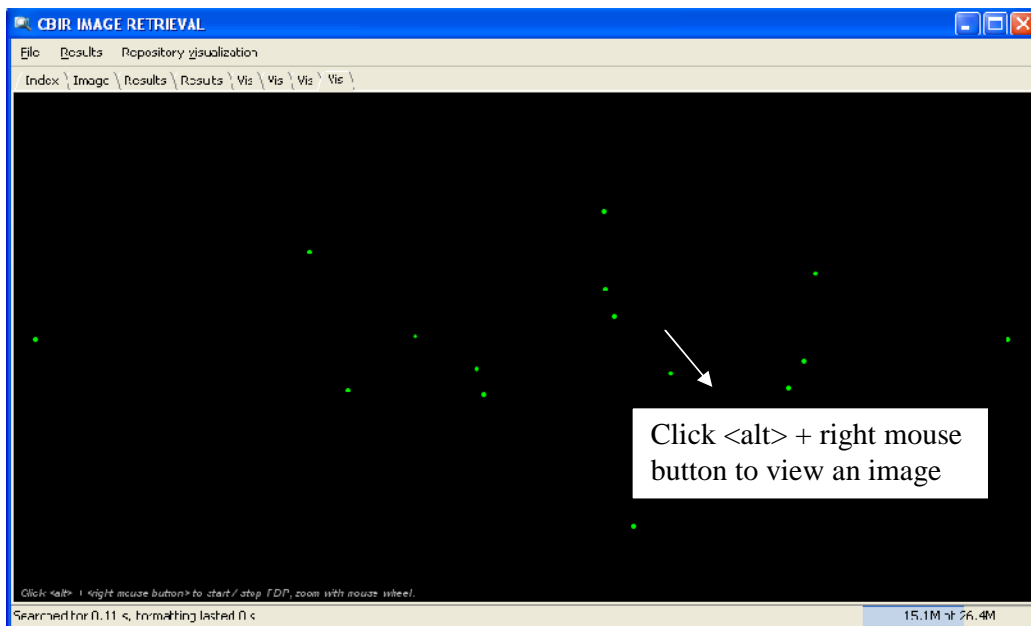 CBIR IMAGE RETRIEVAL
File Results Repository visualization
Index Image Results Resuts Vis Vis Vis Vis
Click <alt> + right mouse
button to view an image
Click <alt> + <right mouse button> to start / stop FDP, zoom with mouse wheel.
Searched for 0.11 s, formatting lasted 0 s
15.1M of 26.4M